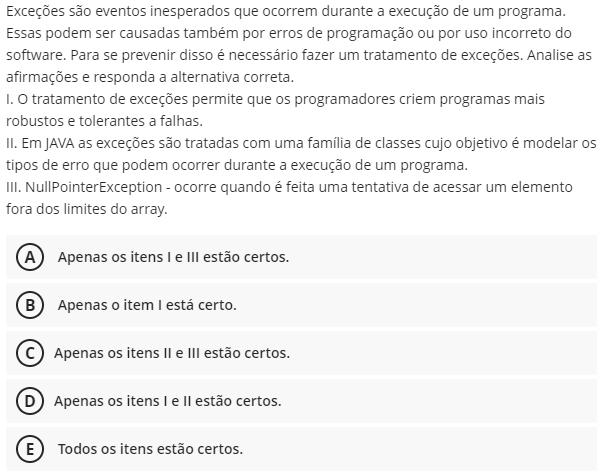 Exceções são eventos inesperados que ocorrem durante a execução de um programa.
Essas podem ser causadas também por erros de programação ou por uso incorreto do
software. Para se prevenir disso é necessário fazer um tratamento de exceções. Analise as
afirmações e responda a alternativa correta.
I. O tratamento de exceções permite que os programadores criem programas mais
robustos e tolerantes a falhas.
II. Em JAVA as exceções são tratadas com uma família de classes cujo objetivo é modelar os
tipos de erro que podem ocorrer durante a execução de um programa.
III. NullPointerException - ocorre quando é feita uma tentativa de acessar um elemento
fora dos limites do array.
A Apenas os itens I e III estão certos.
B Apenas o item I está certo.
C Apenas os itens II e III estão certos.
D Apenas os itens I e II estão certos.
E Todos os itens estão certos.